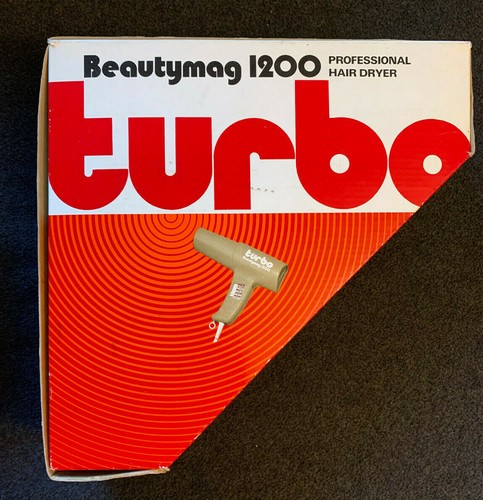 Beautymag 1200 PROFESSIONAL
HAIR DRYER
turbo
turbo